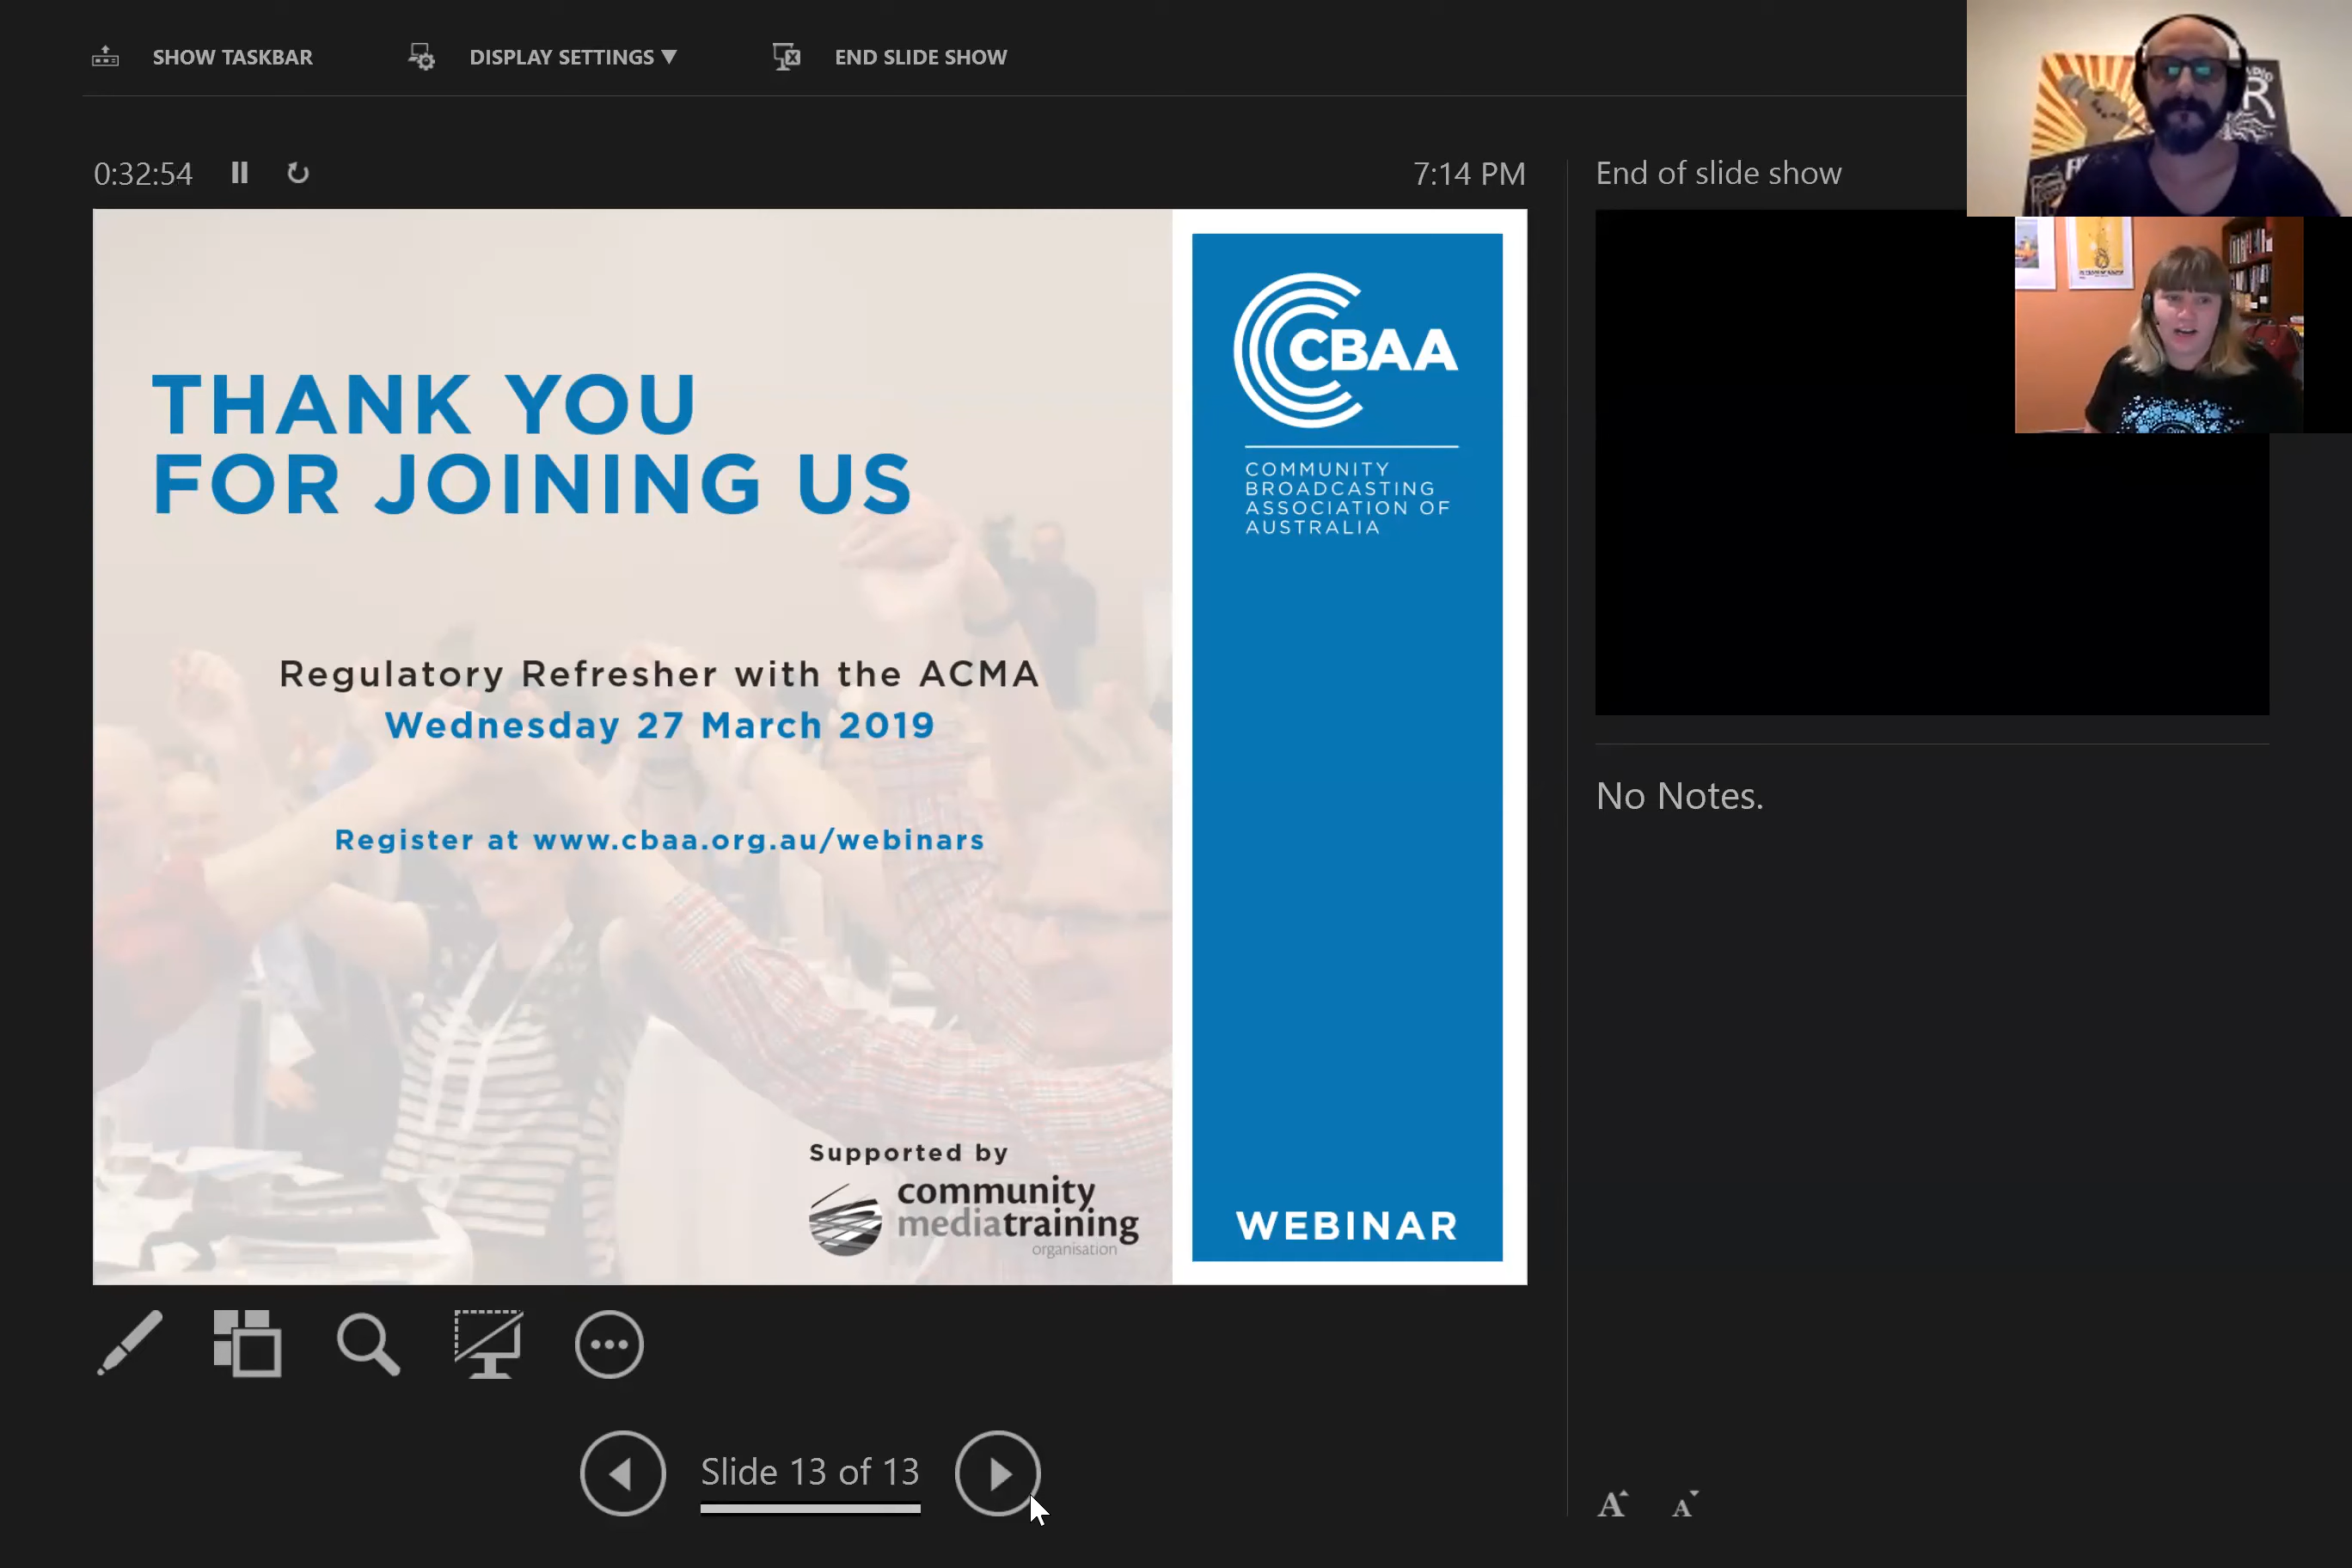 SHOW TASKBAR
DISPLAY SETTINGS ▼
END SLIDE SHOW
0:32:54
7:14 PM
End of slide show
THANK YOU
FOR JOINING US
Regulatory Refresher with the ACMA
Wednesday 27 March 2019
Register at www.cbaa.org.au/webinars
Supported by
community
mediatraining
organisation
CBAA
COMMUNITY
BROADCASTING
ASSOCIATION OF
AUSTRALIA
WEBINAR
No Notes.
Slide 13 of 13
A A